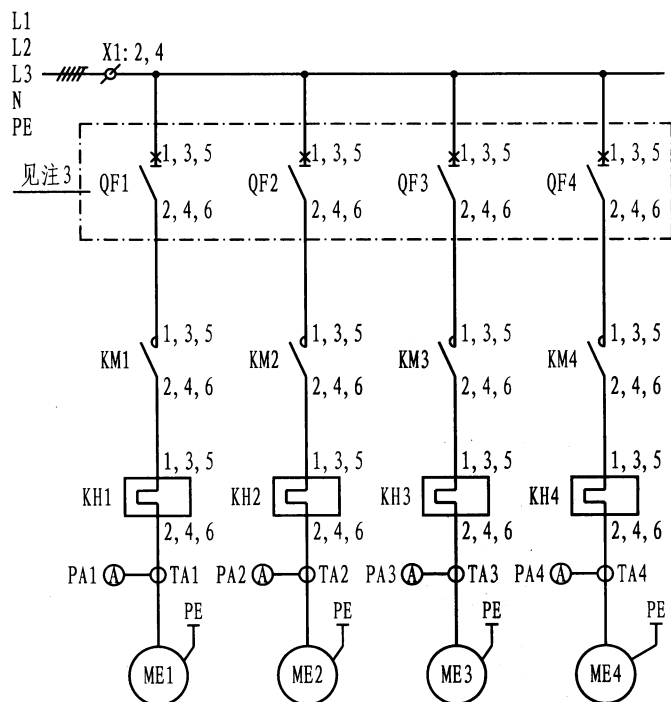 L1
L2
L3
N
PE
X1: 2, 4
见注3
QF1
1, 3, 5
2, 4, 6
QF2
1, 3, 5
2, 4, 6
QF3
1, 3, 5
2, 4, 6
QF4
1, 3, 5
2, 4, 6
KM1
1, 3, 5
2, 4, 6
KM2
1, 3, 5
2, 4, 6
KM3
1, 3, 5
2, 4, 6
KM4
1, 3, 5
2, 4, 6
KH1
1, 3, 5
2, 4, 6
KH2
1, 3, 5
2, 4, 6
KH3
1, 3, 5
2, 4, 6
KH4
1, 3, 5
2, 4, 6
PA1 A TA1
PA2 A TA2
PA3 A TA3
PA4 A TA4
PE
PE
PE
PE
ME1
ME2
ME3
ME4